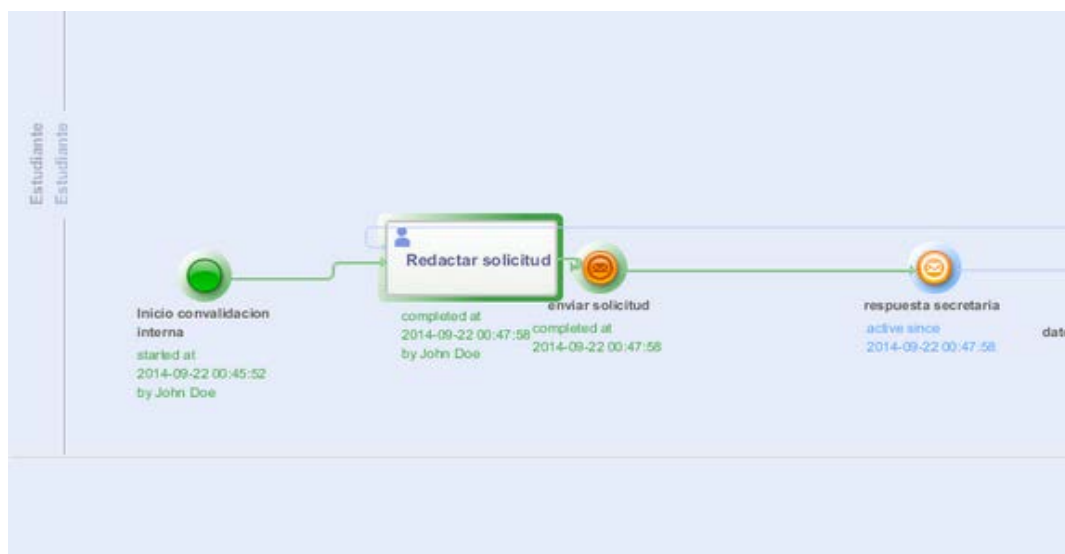 Estudiante
Estudiante
Redactar solicitud
Inicio convalidacion
interna
started at
2014-09-22 00:45:52
by John Doe
completed at
2014-09-22 00:47:58
by John Doe
enviar solicitud
completed at
2014-09-22 00:47:58
respuesta secretaria
active since
2014-09-22 00:47:58
date